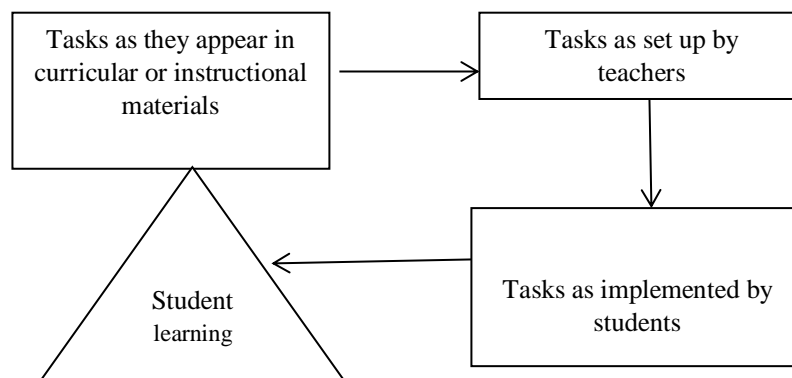 Tasks as they appear in
curricular or instructional
materials
Tasks as set up by
teachers
Tasks as implemented by
students
Student
learning